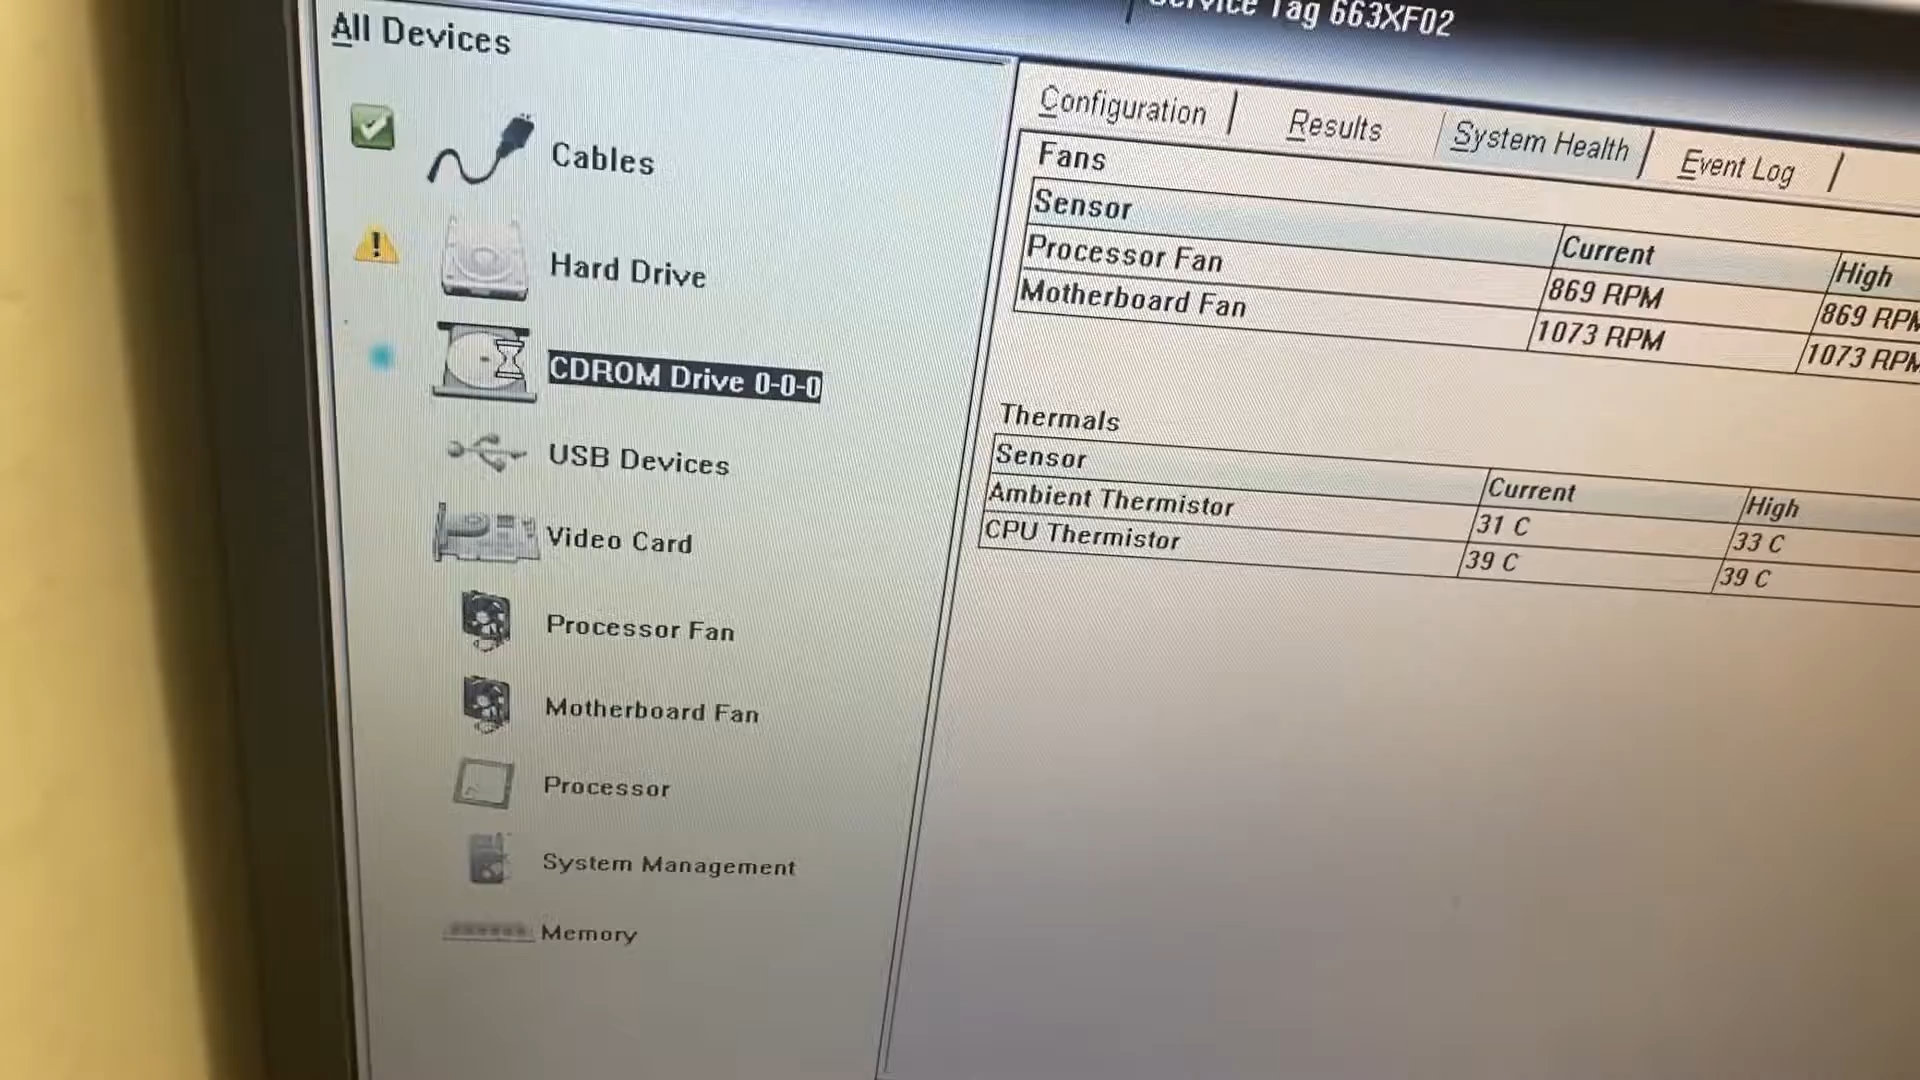 Service Tag 663XF02
All Devices
Cables
Hard Drive
CDROM Drive 0-0-0
USB Devices
Video Card
Processor Fan
Motherboard Fan
Processor
System Management
Memory
Configuration Results System Health Event Log
Fans
Sensor Current High
Processor Fan 869 RPM 869 RPM
Motherboard Fan 1073 RPM 1073 RPM
Thermals
Sensor Current High
Ambient Thermistor 31 C 33 C
CPU Thermistor 39 C 39 C